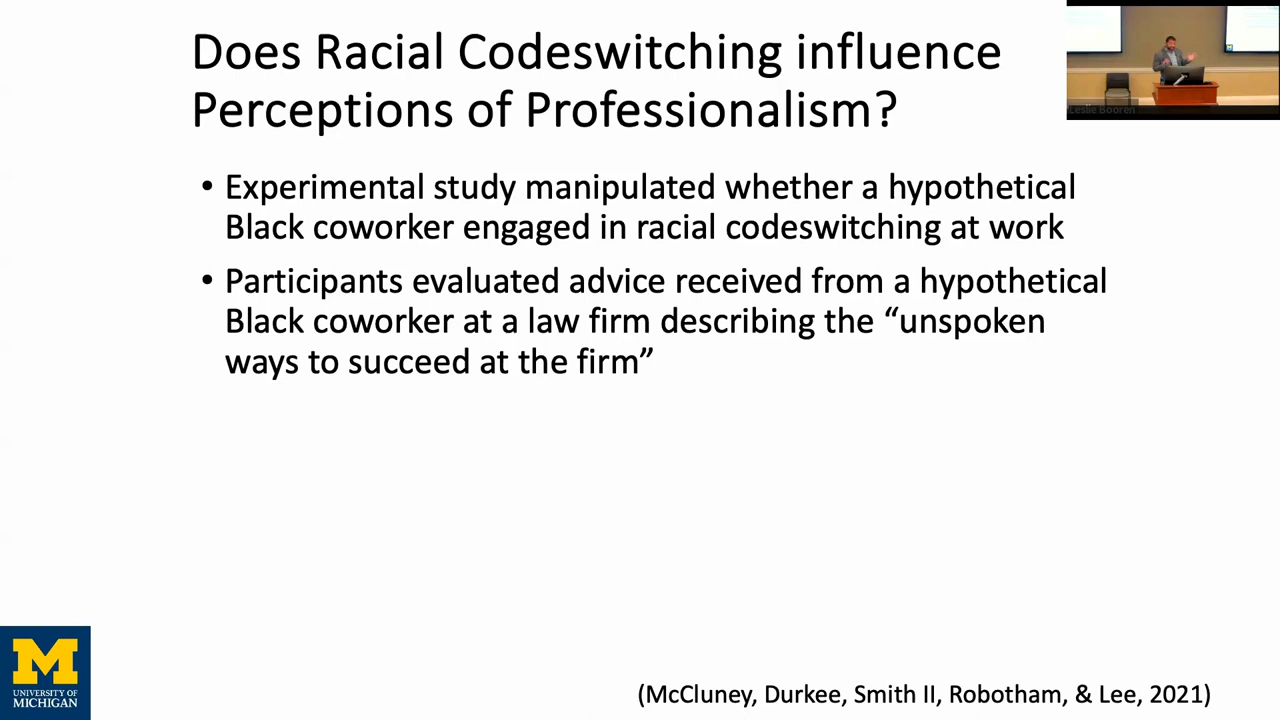 Does Racial Codeswitching influence
Perceptions of Professionalism?
• Experimental study manipulated whether a hypothetical
Black coworker engaged in racial codeswitching at work
• Participants evaluated advice received from a hypothetical
Black coworker at a law firm describing the “unspoken
ways to succeed at the firm”
Leslie Booren
M
UNIVERSITY OF
MICHIGAN
(McCluney, Durkee, Smith II, Robotham, & Lee, 2021)